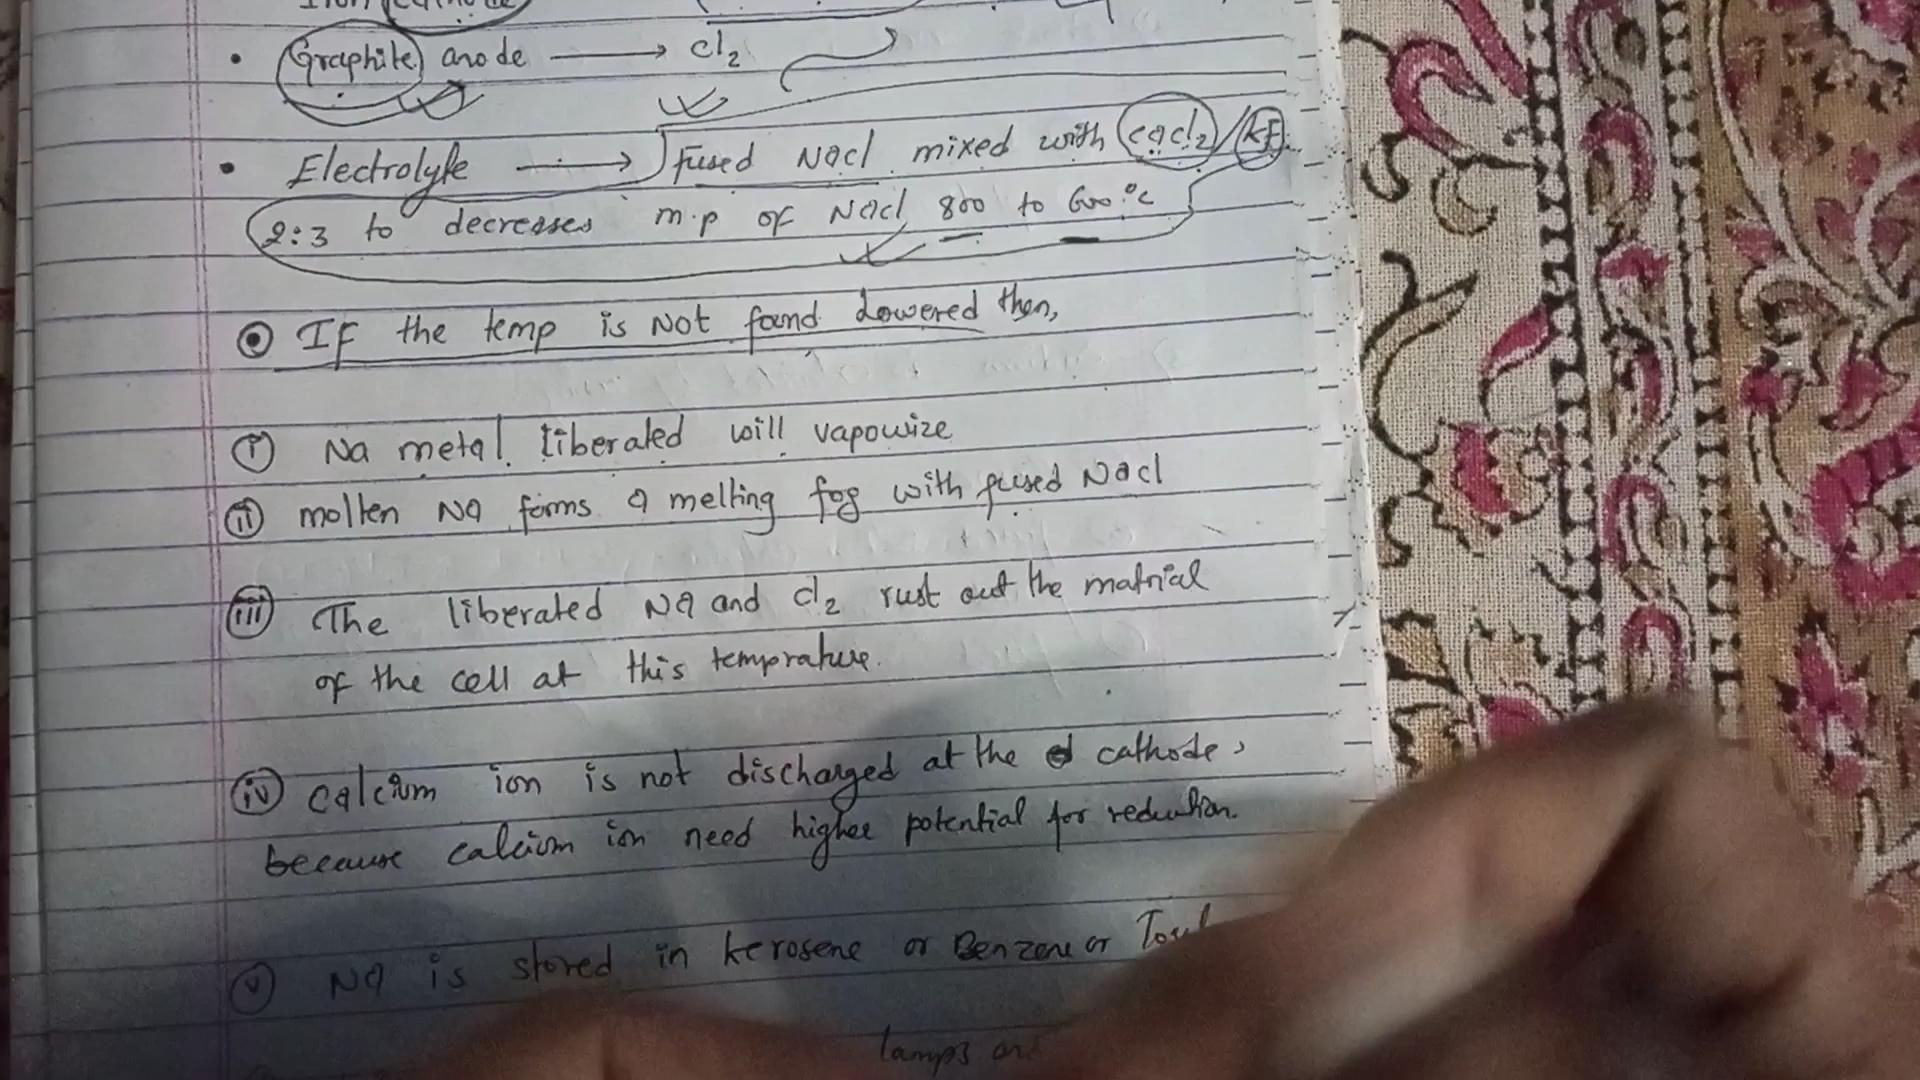 • Graphite anode → cl2
• Electrolyte → fused Nacl mixed with cacl2/KF
2:3 to decreases m.p of Nacl 800 to 600°c
⦿ IF the temp is Not found Lowered then,
(i) Na metal liberated will vapourize
(ii) molten Na forms a melting fog with fused Nacl
(iii) The liberated Na and cl2 rust out the matrial
of the cell at this temprature.
(iv) calcium ion is not discharged at the cathode,
because calcium ion need higher potential for reduction.
(v) Na is stored in kerosene or Benzene or
lamps